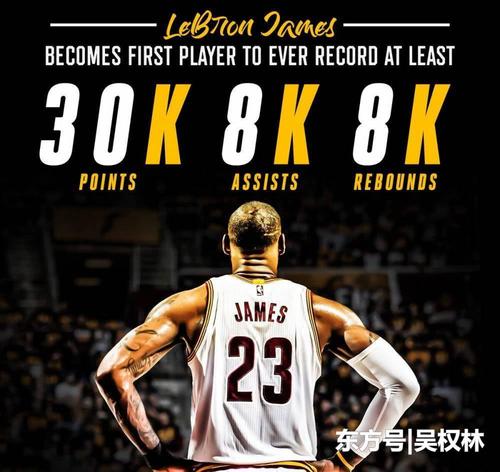 LeBron James
BECOMES FIRST PLAYER TO EVER RECORD AT LEAST
30K 8K 8K
POINTS ASSISTS REBOUNDS
JAMES
23
东方号|吴权林